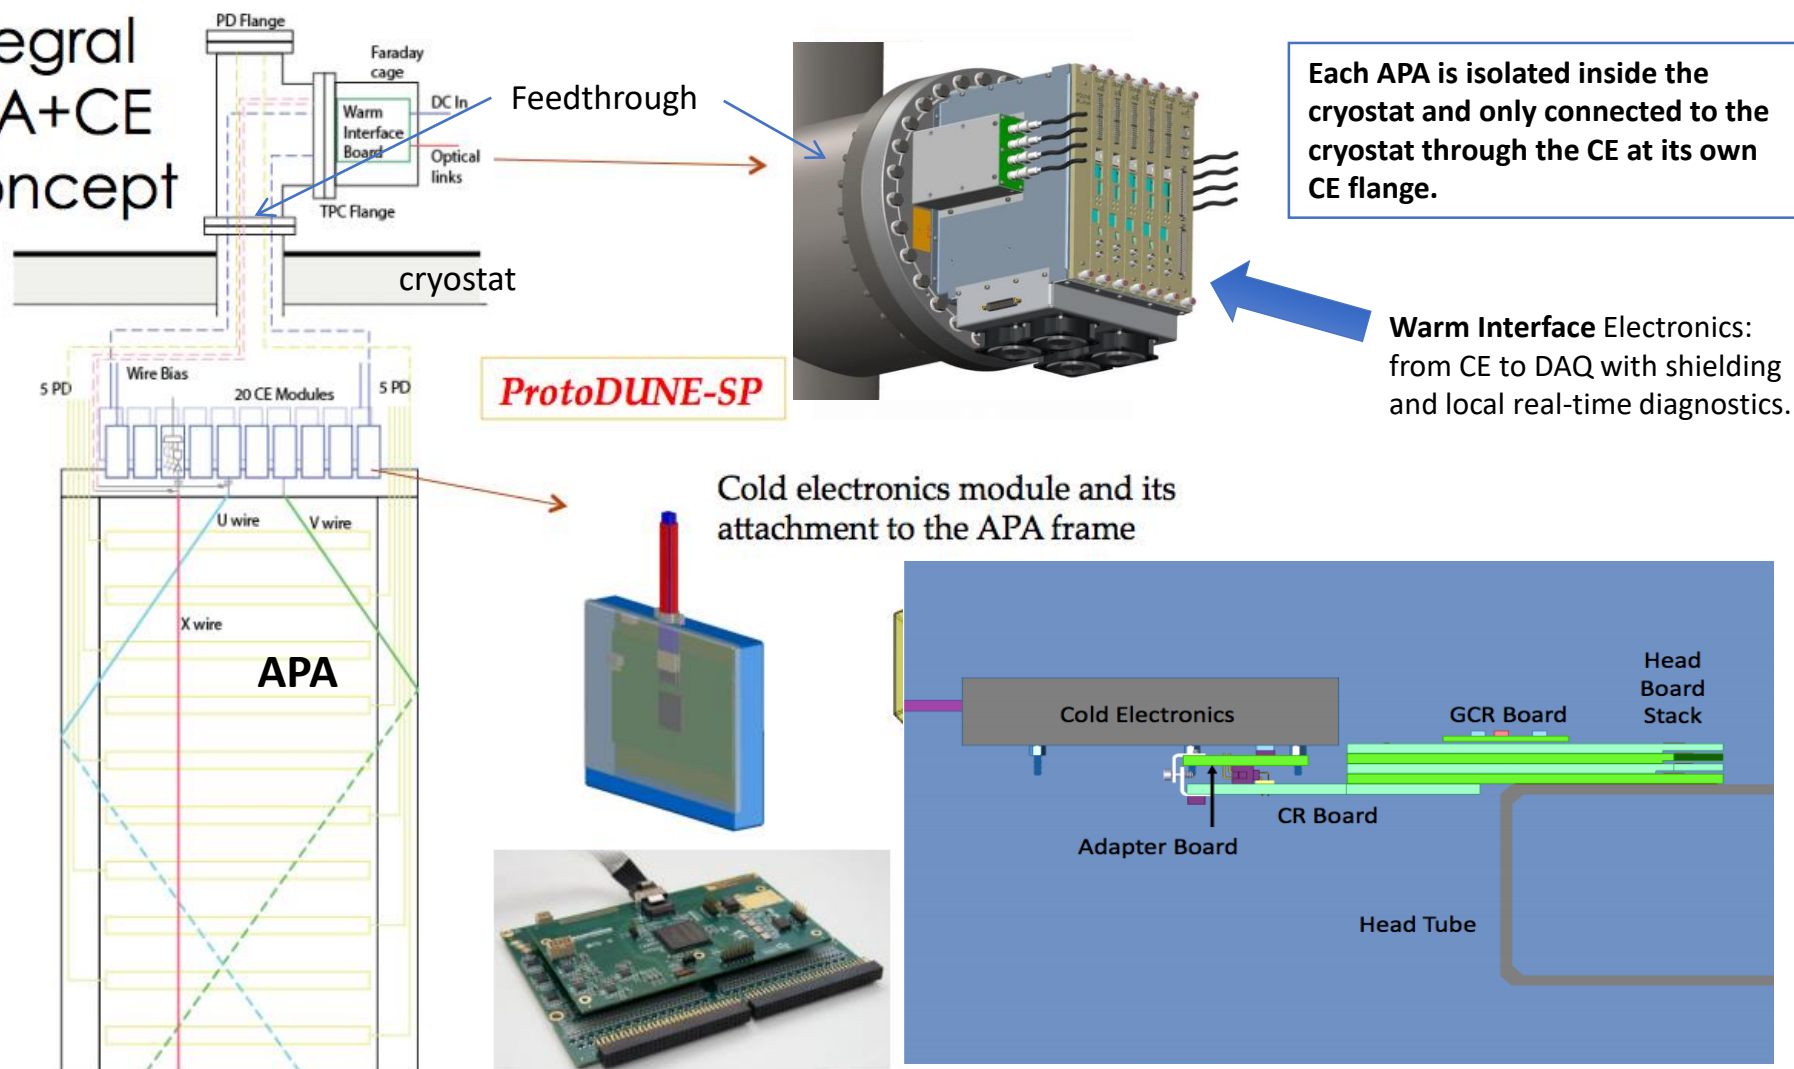 egral
A+CE
oncept
PD Flange
Faraday
cage
DC In
Warm
Interface
Board
Optical
links
TPC Flange
Feedthrough
cryostat
Each APA is isolated inside the
cryostat and only connected to the
cryostat through the CE at its own
CE flange.
Warm Interface Electronics:
from CE to DAQ with shielding
and local real-time diagnostics.
5 PD
Wire Bias
20 CE Modules
5 PD
ProtoDUNE-SP
U wire
V wire
X wire
APA
Cold electronics module and its
attachment to the APA frame
Cold Electronics
GCR Board
Head
Board
Stack
CR Board
Adapter Board
Head Tube